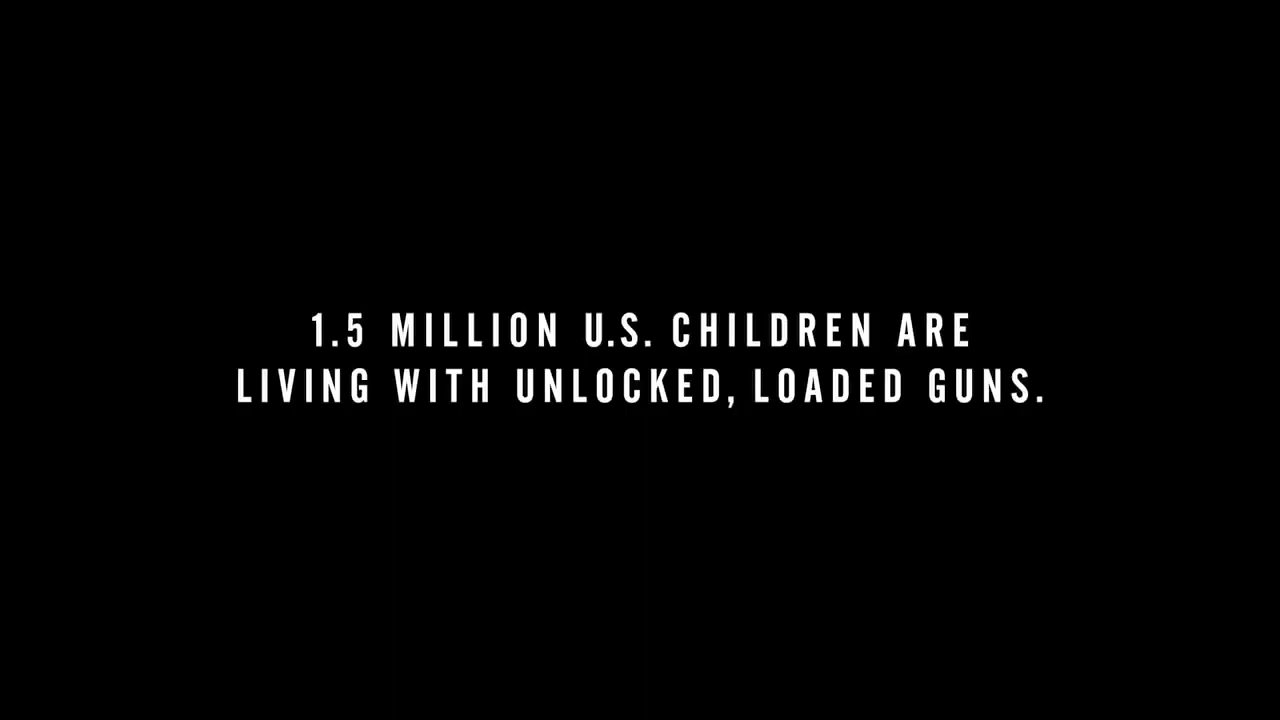 1.5 MILLION U.S. CHILDREN ARE
LIVING WITH UNLOCKED, LOADED GUNS.